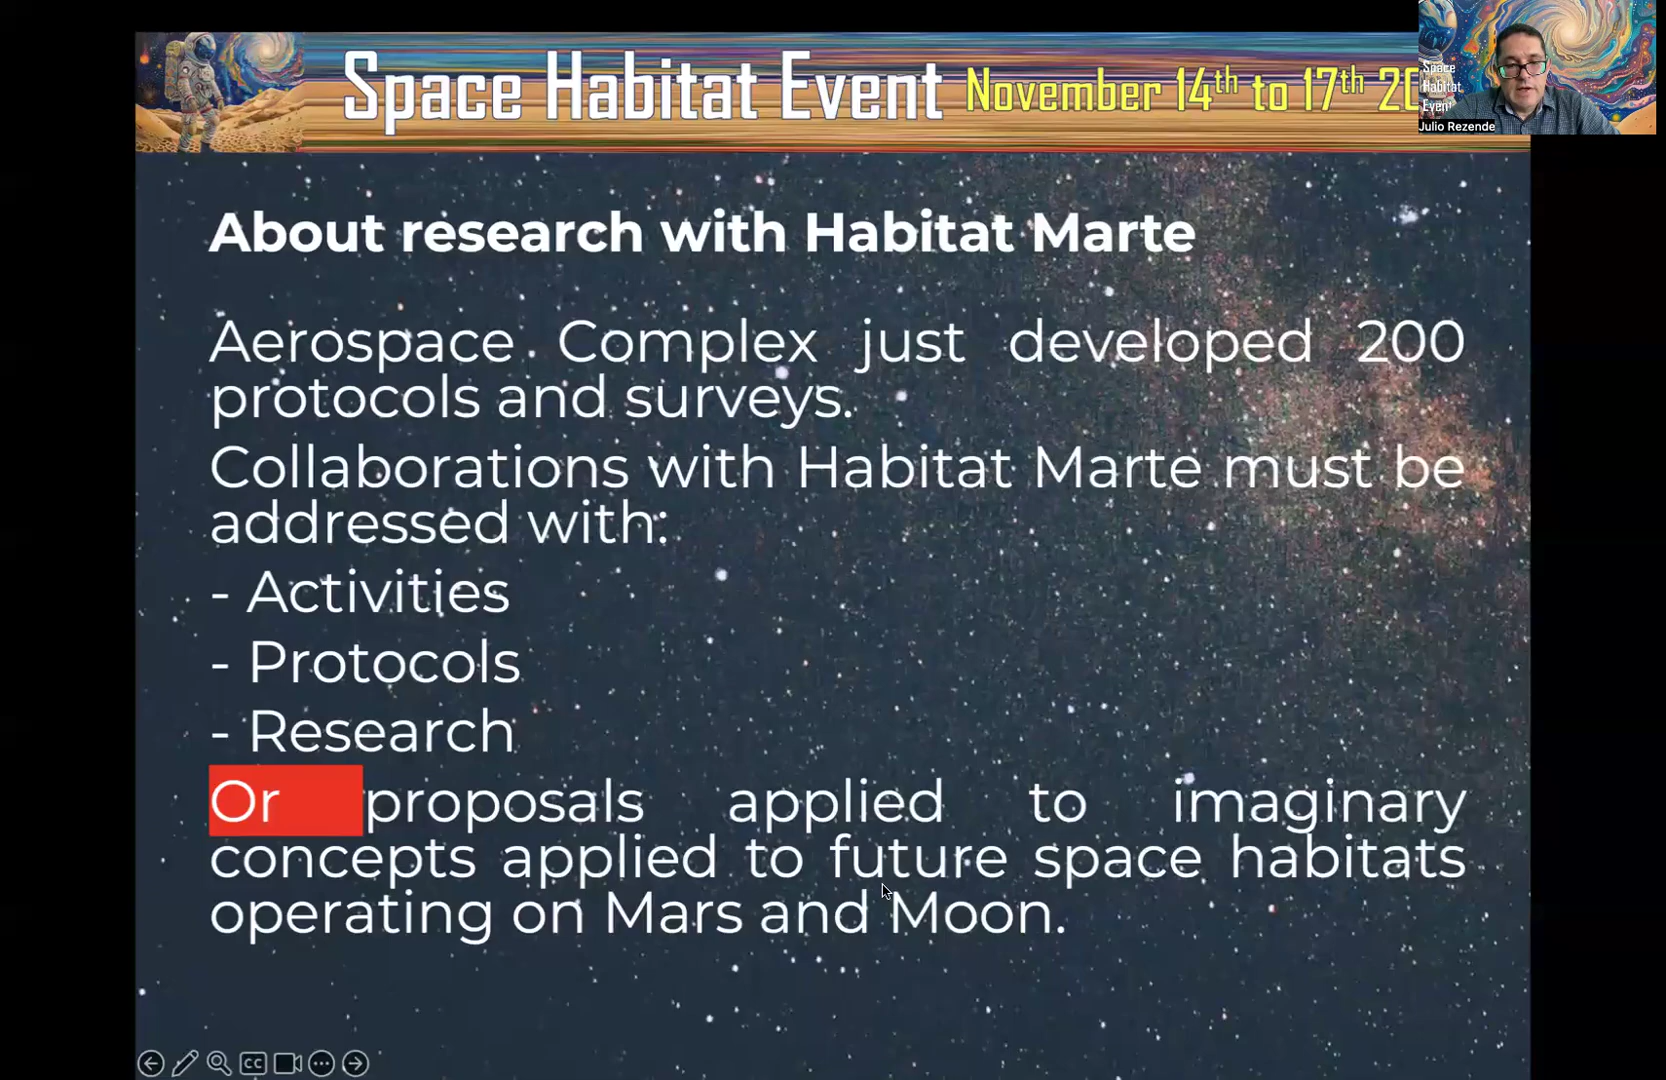 Space Habitat Event November 14th to 17th 20
Space
Habitat
Event
Julio Rezende
About research with Habitat Marte
Aerospace Complex just developed 200
protocols and surveys.
Collaborations with Habitat Marte must be
addressed with:
- Activities
- Protocols
- Research
Or proposals applied to imaginary
concepts applied to future space habitats
operating on Mars and Moon.
CC